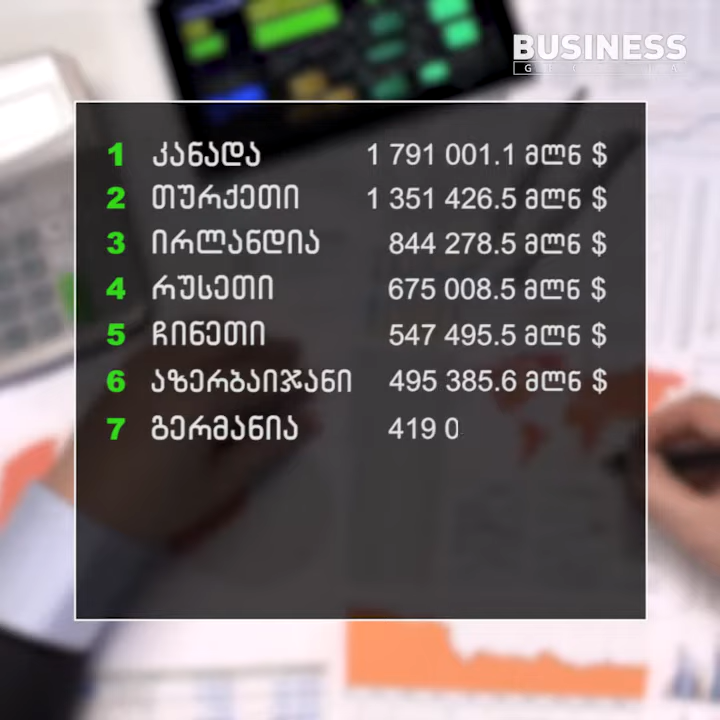 BUSINESS
1 კანადა 1 791 001.1 მლნ $
2 თურქეთი 1 351 426.5 მლნ $
3 ირლანდია 844 278.5 მლნ $
4 რუსეთი 675 008.5 მლნ $
5 ჩინეთი 547 495.5 მლნ $
6 აზერბაიჯანი 495 385.6 მლნ $
7 გერმანია 419 0